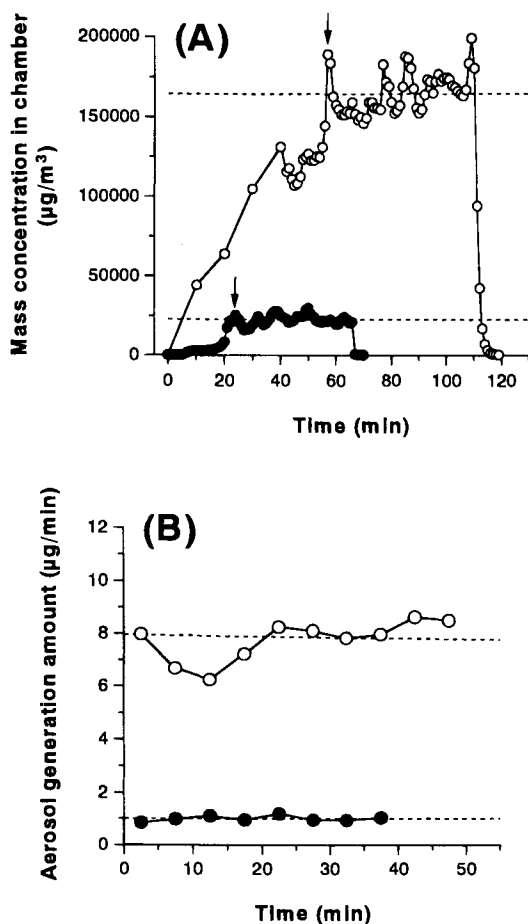 (A)
Mass concentration in chamber
(µg/m³)
200000
150000
100000
50000
0
0 20 40 60 80 100 120
Time (min)
(B)
Aerosol generation amount (µg/min)
12
10
8
6
4
2
0
0 10 20 30 40 50
Time (min)